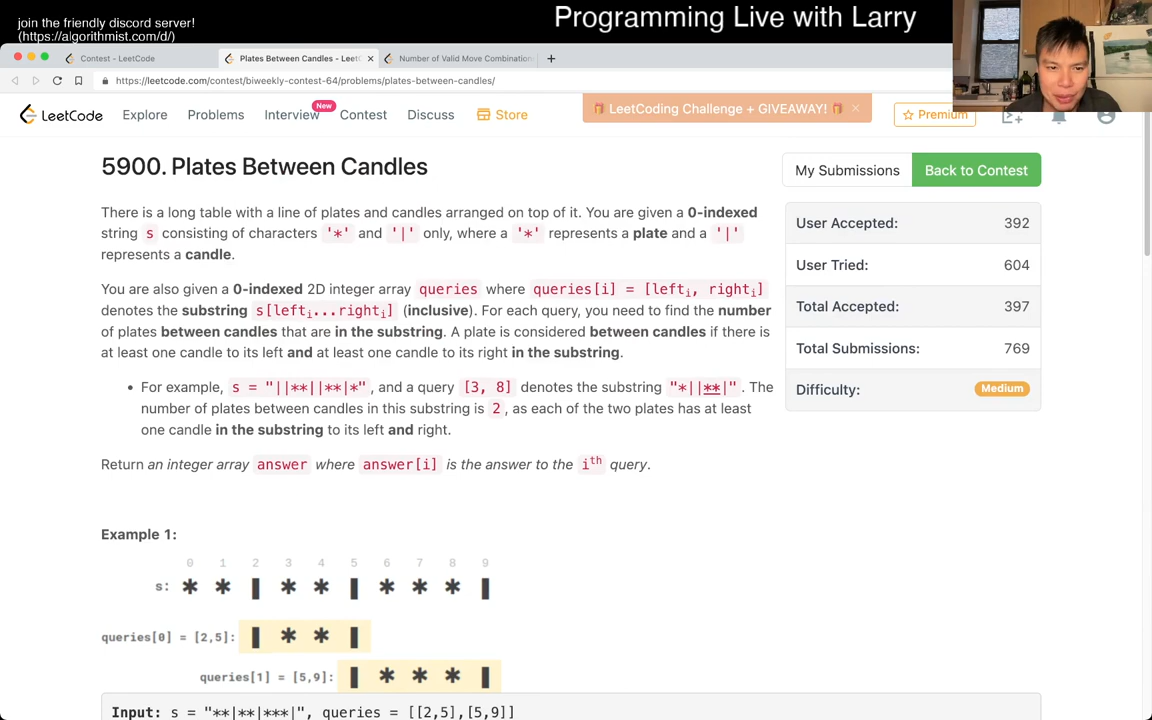 join the friendly discord server!
(https://algorithmist.com/d/)
Programming Live with Larry
Contest - LeetCode
Plates Between Candles - LeetC
Number of Valid Move Combination
https://leetcode.com/contest/biweekly-contest-64/problems/plates-between-candles/
LeetCode
Explore
Problems
Interview
New
Contest
Discuss
Store
LeetCoding Challenge + GIVEAWAY!
Premium
5900. Plates Between Candles
My Submissions
Back to Contest
There is a long table with a line of plates and candles arranged on top of it. You are given a 0-indexed
string s consisting of characters '*' and '|' only, where a '*' represents a plate and a '|'
represents a candle.
You are also given a 0-indexed 2D integer array queries where queries[i] = [lefti, righti]
denotes the substring s[lefti...righti] (inclusive). For each query, you need to find the number
of plates between candles that are in the substring. A plate is considered between candles if there is
at least one candle to its left and at least one candle to its right in the substring.
• For example, s = "||**||**|*", and a query [3, 8] denotes the substring "*||**|". The
number of plates between candles in this substring is 2, as each of the two plates has at least
one candle in the substring to its left and right.
Return an integer array answer where answer[i] is the answer to the ith query.
User Accepted: 392
User Tried: 604
Total Accepted: 397
Total Submissions: 769
Difficulty: Medium
Example 1:
0 1 2 3 4 5 6 7 8 9
s: * * | * * | * * * |
queries[0] = [2,5]: | * * |
queries[1] = [5,9]: | * * * |
Input: s = "**|**|***|", queries = [[2,5],[5,9]]